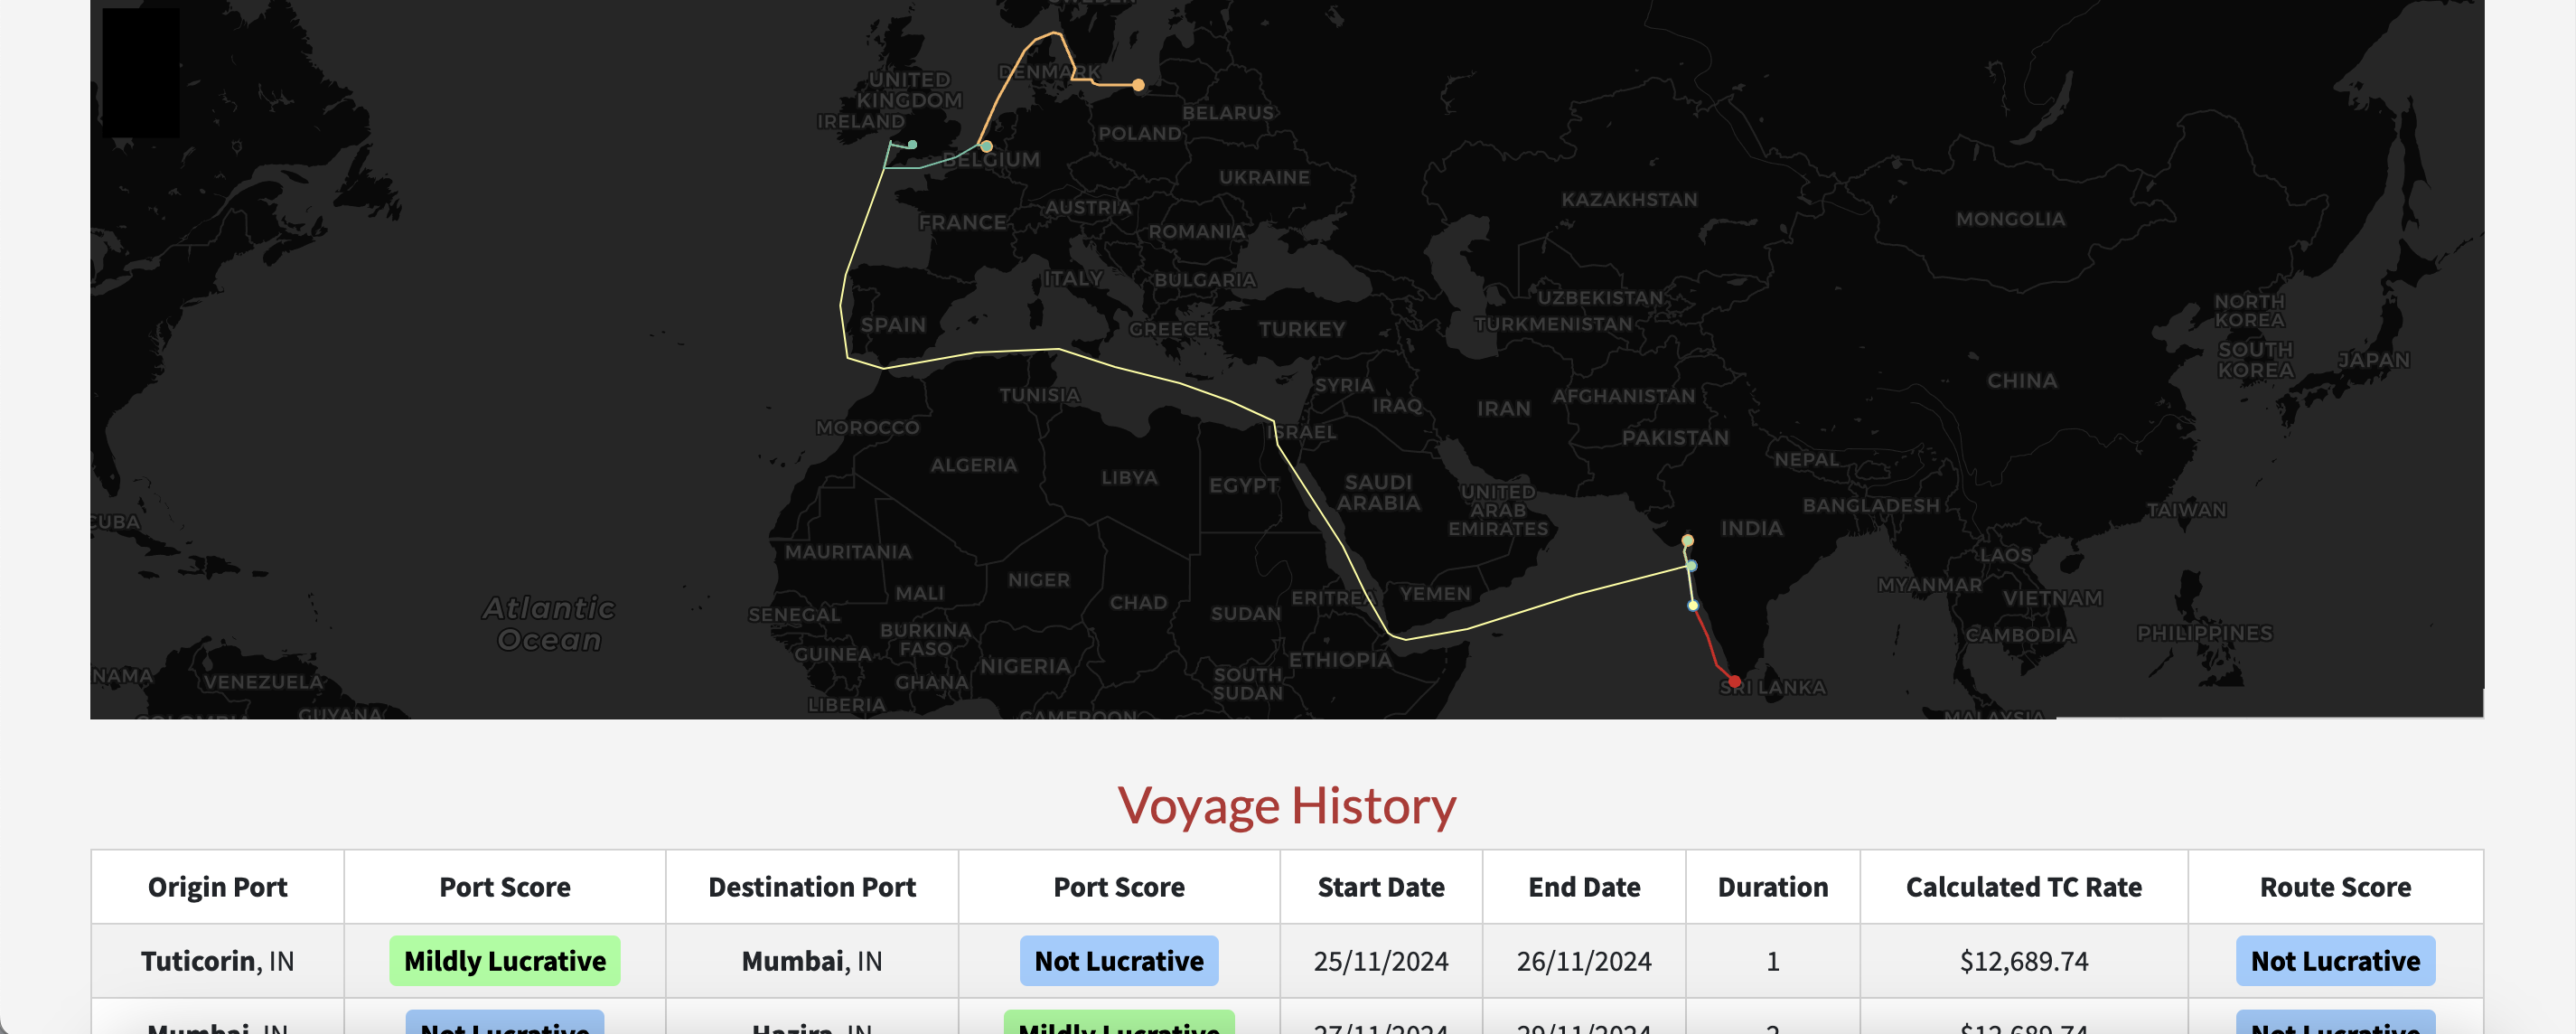 SWEDEN
DENMARK
UNITED
KINGDOM
IRELAND
BELARUS
POLAND
BELGIUM
UKRAINE
KAZAKHSTAN
MONGOLIA
AUSTRIA
FRANCE
ROMANIA
ITALY
BULGARIA
UZBEKISTAN
NORTH
KOREA
SPAIN
GREECE
TURKEY
TURKMENISTAN
SOUTH
KOREA
JAPAN
CHINA
SYRIA
TUNISIA
IRAQ
IRAN
AFGHANISTAN
MOROCCO
ISRAEL
PAKISTAN
ALGERIA
LIBYA
EGYPT
NEPAL
SAUDI
ARABIA
UNITED
ARAB
EMIRATES
BANGLADESH
TAIWAN
CUBA
INDIA
MAURITANIA
LAOS
NIGER
MALI
CHAD
ERITREA
YEMEN
MYANMAR
VIETNAM
Atlantic
Ocean
SENEGAL
SUDAN
BURKINA
FASO
CAMBODIA
PHILIPPINES
GUINEA
NIGERIA
ETHIOPIA
NAMA
VENEZUELA
GHANA
SOUTH
SUDAN
SRI LANKA
LIBERIA
COLOMBIA
GUYANA
CAMEROON
MALAYSIA
Voyage History
Origin Port Port Score Destination Port Port Score Start Date End Date Duration Calculated TC Rate Route Score
Tuticorin, IN Mildly Lucrative Mumbai, IN Not Lucrative 25/11/2024 26/11/2024 1 $12,689.74 Not Lucrative
Mumbai, IN Not Lucrative Hazira, IN Mildly Lucrative 27/11/2024 29/11/2024 2 $12,689.74 Not Lucrative